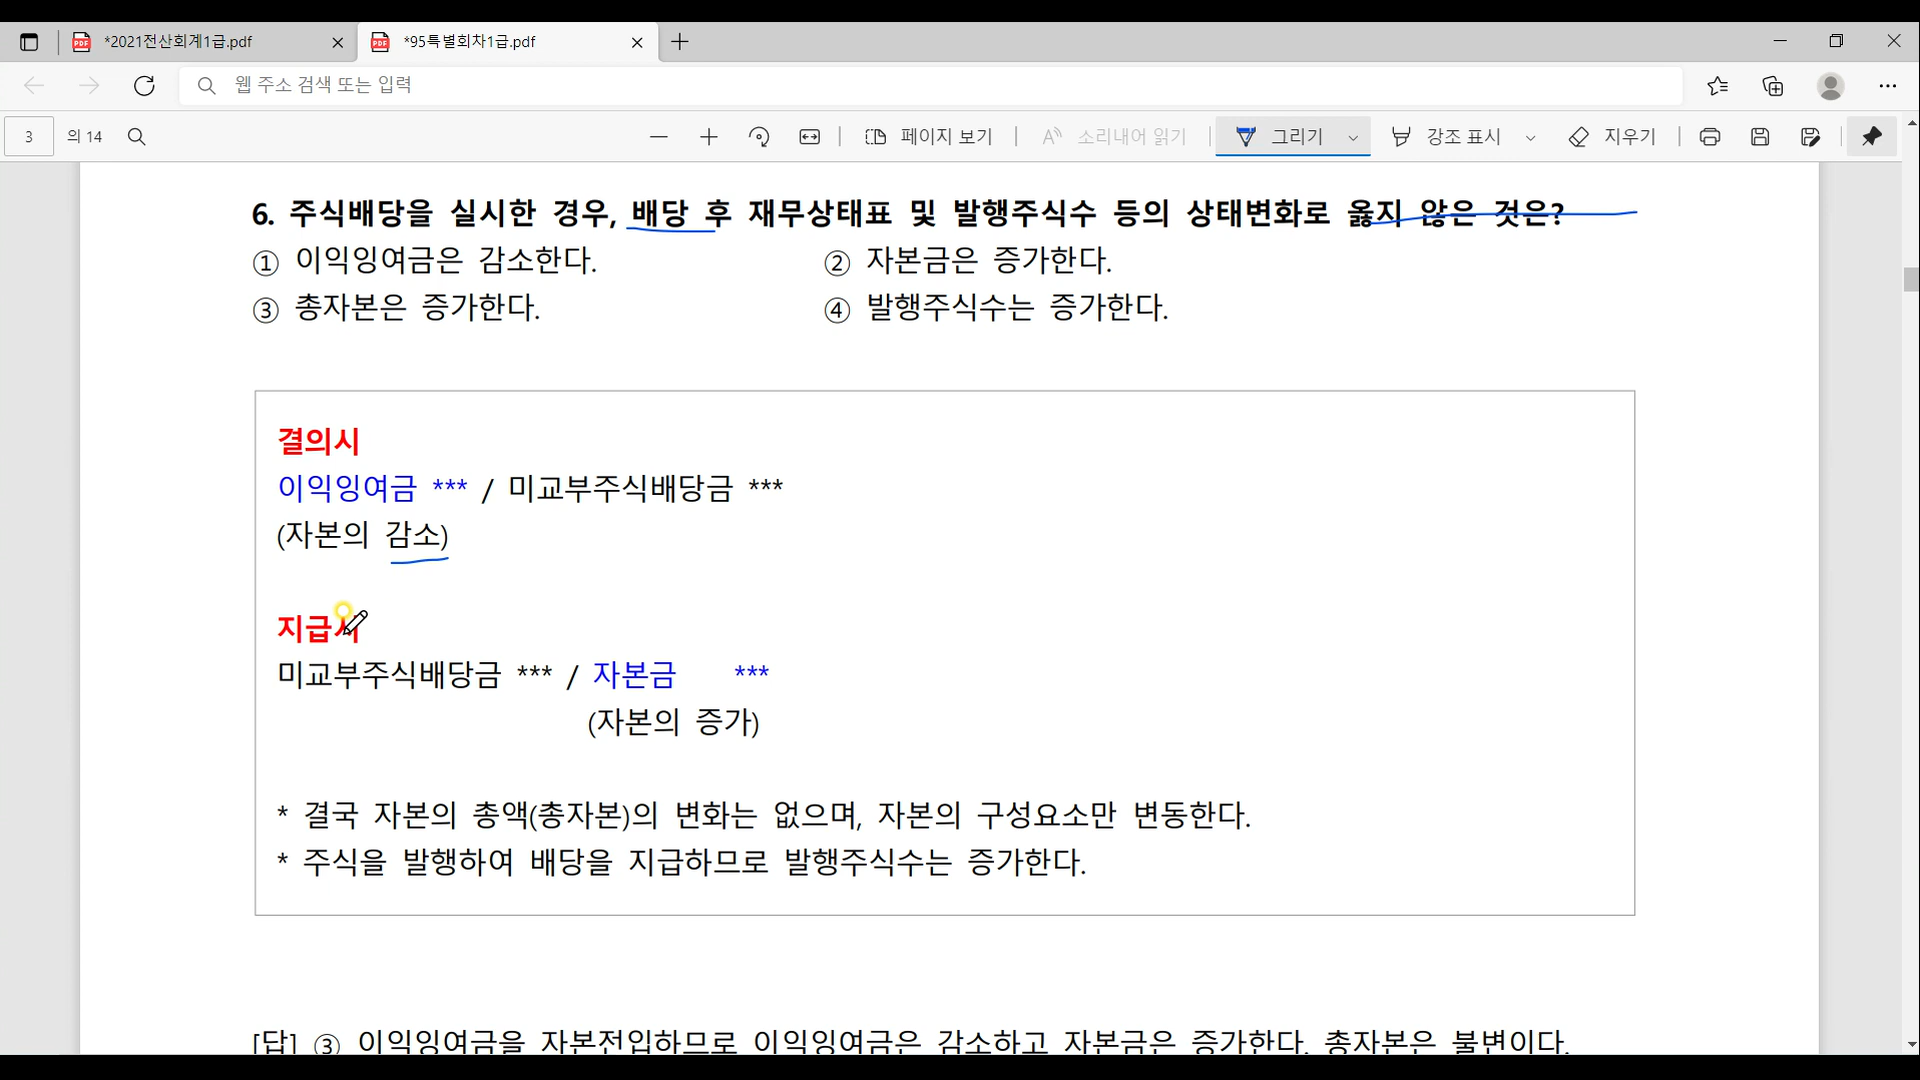 *2021전산회계1급.pdf
*95특별회차1급.pdf
웹 주소 검색 또는 입력
3 의 14 페이지 보기 소리내어 읽기 그리기 강조 표시 지우기
6. 주식배당을 실시한 경우, 배당 후 재무상태표 및 발행주식수 등의 상태변화로 옳지 않은 것은?
① 이익잉여금은 감소한다. ② 자본금은 증가한다.
③ 총자본은 증가한다. ④ 발행주식수는 증가한다.
결의시
이익잉여금 *** / 미교부주식배당금 ***
(자본의 감소)
지급시
미교부주식배당금 *** / 자본금 ***
(자본의 증가)
* 결국 자본의 총액(총자본)의 변화는 없으며, 자본의 구성요소만 변동한다.
* 주식을 발행하여 배당을 지급하므로 발행주식수는 증가한다.
[답] ③ 이익잉여금을 자본전입하므로 이익잉여금은 감소하고 자본금은 증가한다. 총자본은 불변이다.